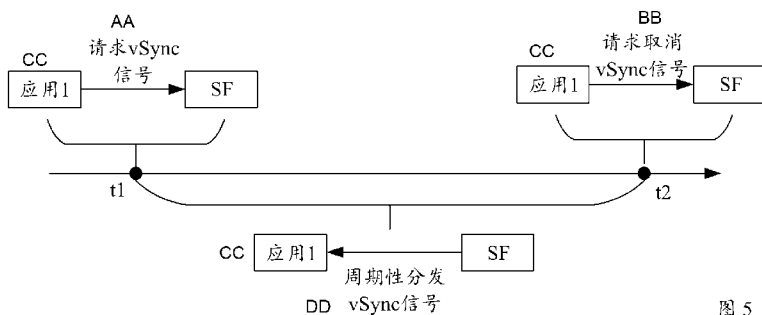 AA
请求vSync
信号
CC
应用1
SF
BB
请求取消
vSync信号
CC
应用1
SF
t1
t2
CC
应用1
SF
周期性分发
vSync信号
DD
图 5